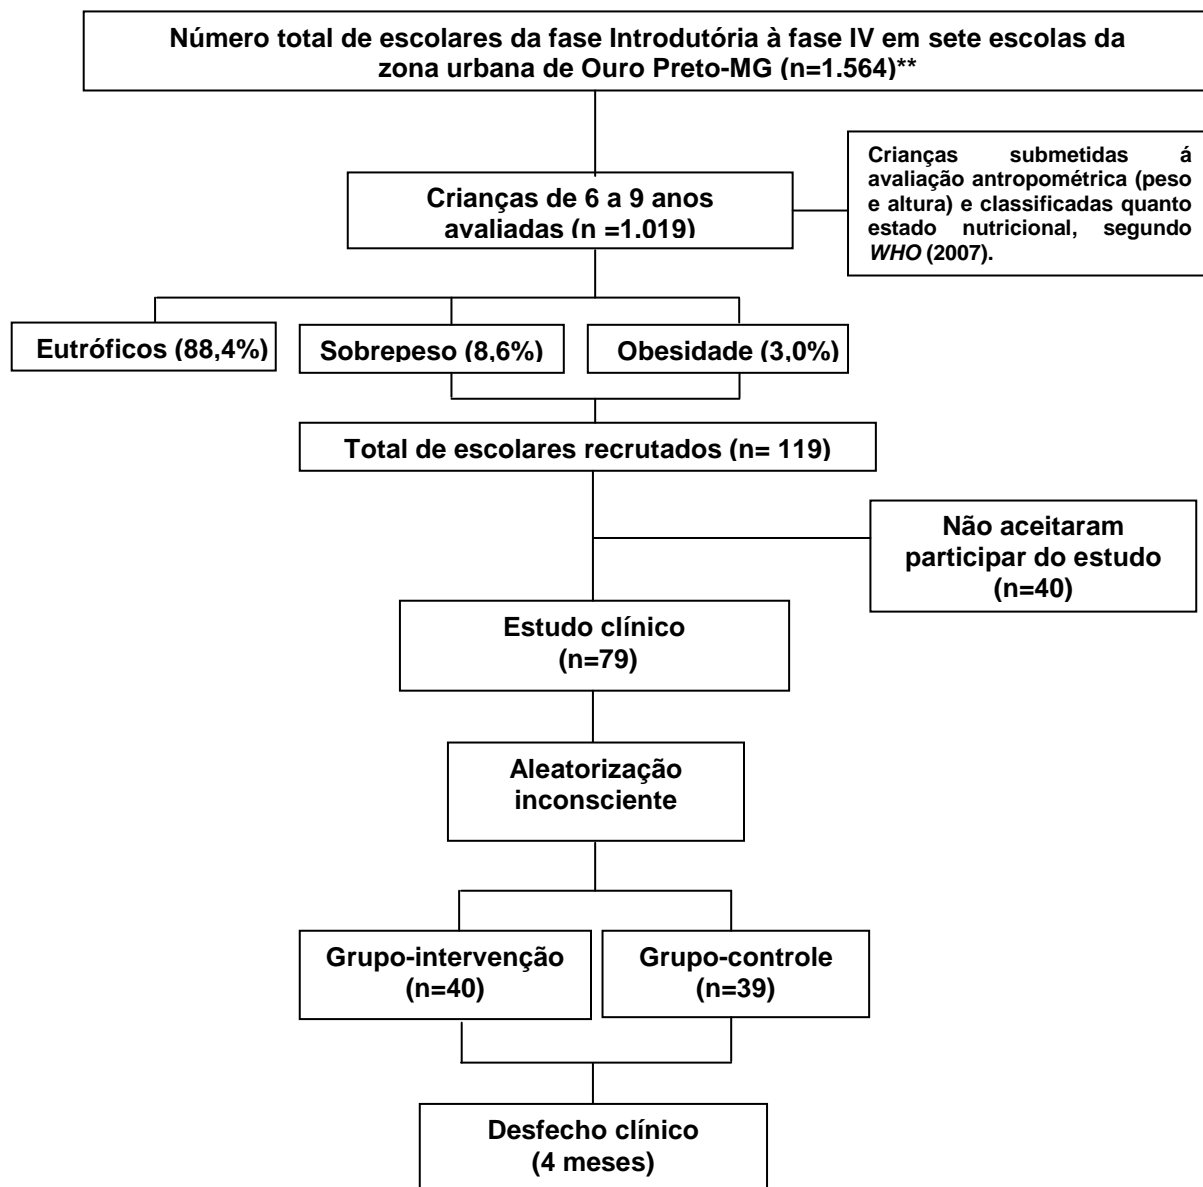 Número total de escolares da fase Introdutória à fase IV em sete escolas da
zona urbana de Ouro Preto-MG (n=1.564)**
Crianças submetidas á
avaliação antropométrica (peso
e altura) e classificadas quanto
estado nutricional, segundo
WHO (2007).
Crianças de 6 a 9 anos
avaliadas (n =1.019)
Eutróficos (88,4%)
Sobrepeso (8,6%)
Obesidade (3,0%)
Total de escolares recrutados (n= 119)
Não aceitaram
participar do estudo
(n=40)
Estudo clínico
(n=79)
Aleatorização
inconsciente
Grupo-intervenção
(n=40)
Grupo-controle
(n=39)
Desfecho clínico
(4 meses)